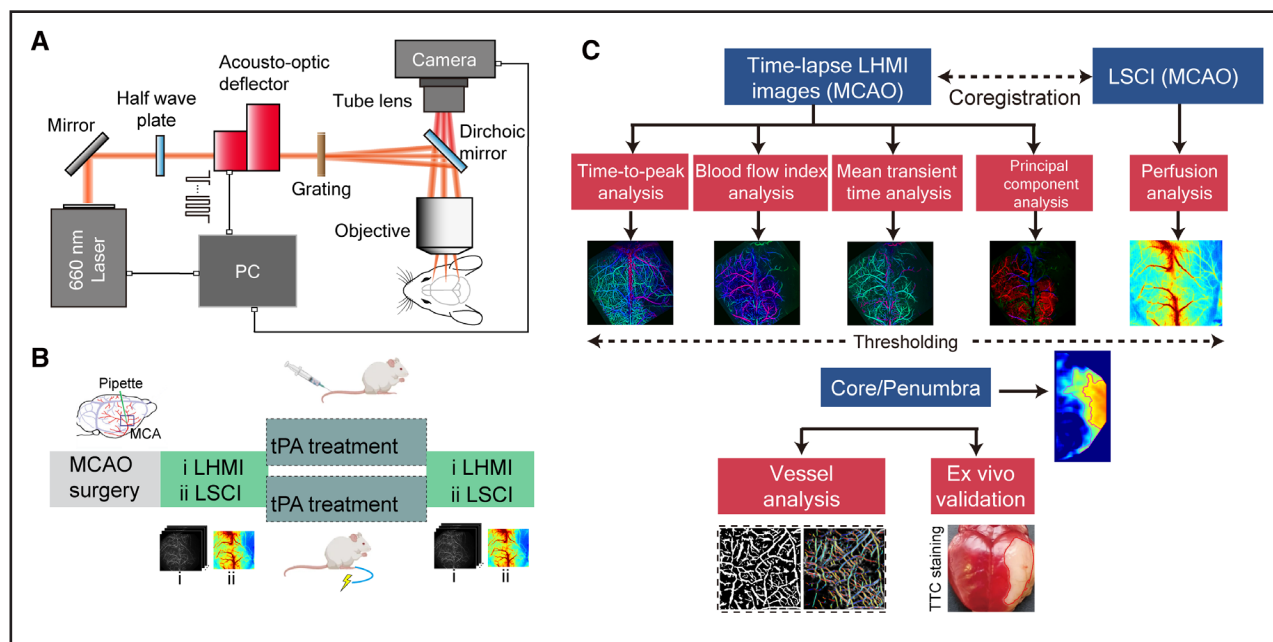 A
Camera
Acousto-optic
deflector
Tube lens
Half wave
plate
Mirror
Dirchoic
mirror
Grating
Objective
660 nm
Laser
PC
B
Pipette
MCA
tPA treatment
MCAO
surgery
i LHMI
ii LSCI
tPA treatment
i LHMI
ii LSCI
i
ii
i
ii
C
Time-lapse LHMI
images (MCAO)
Coregistration
LSCI (MCAO)
Time-to-peak
analysis
Blood flow index
analysis
Mean transient
time analysis
Principal
component
analysis
Perfusion
analysis
Thresholding
Core/Penumbra
Vessel
analysis
Ex vivo
validation
TTC staining